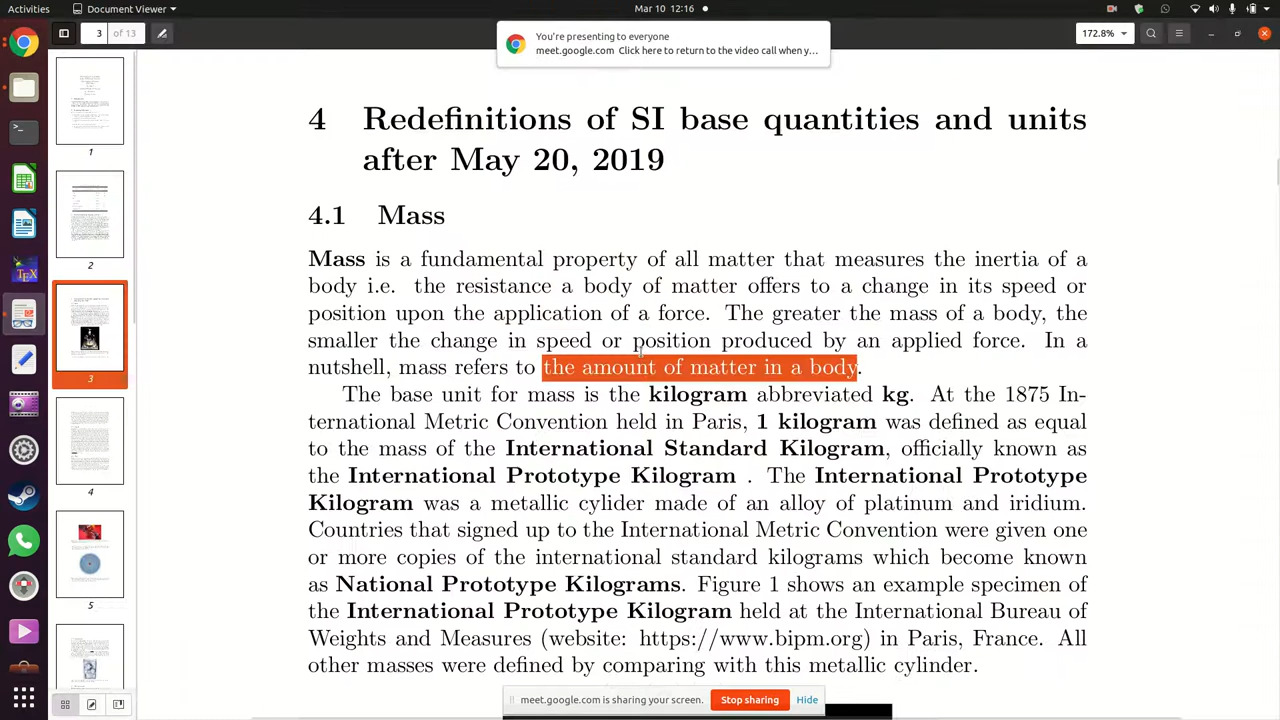 Activities Document Viewer Mar 10 12:16
3 of 13 172.8%
You're presenting to everyone
meet.google.com Click here to return to the video call when y...
4 Redefinitions of SI base quantities and units
after May 20, 2019
4.1 Mass
Mass is a fundamental property of all matter that measures the inertia of a
body i.e. the resistance a body of matter offers to a change in its speed or
position upon the application of a force. The greater the mass of a body, the
smaller the change in speed or position produced by an applied force. In a
nutshell, mass refers to the amount of matter in a body.
The base unit for mass is the kilogram abbreviated kg. At the 1875 In-
ternational Metric Convention held in Paris, 1 kilogram was defined as equal
to the mass of the International Standard Kilogram, officially known as
the International Prototype Kilogram . The International Prototype
Kilogram was a metallic cylider made of an alloy of platinum and iridium.
Countries that signed up to the International Metric Convention were given one
or more copies of the international standard kilograms which become known
as National Prototype Kilograms. Figure 1 shows an example specimen of
the International Prototype Kilogram held at the International Bureau of
Weights and Measures (website: https://www.bipm.org) in Paris, France. All
other masses were defined by comparing with this metallic cylinder.
meet.google.com is sharing your screen. Stop sharing Hide
1
2
3
4
5
TEX